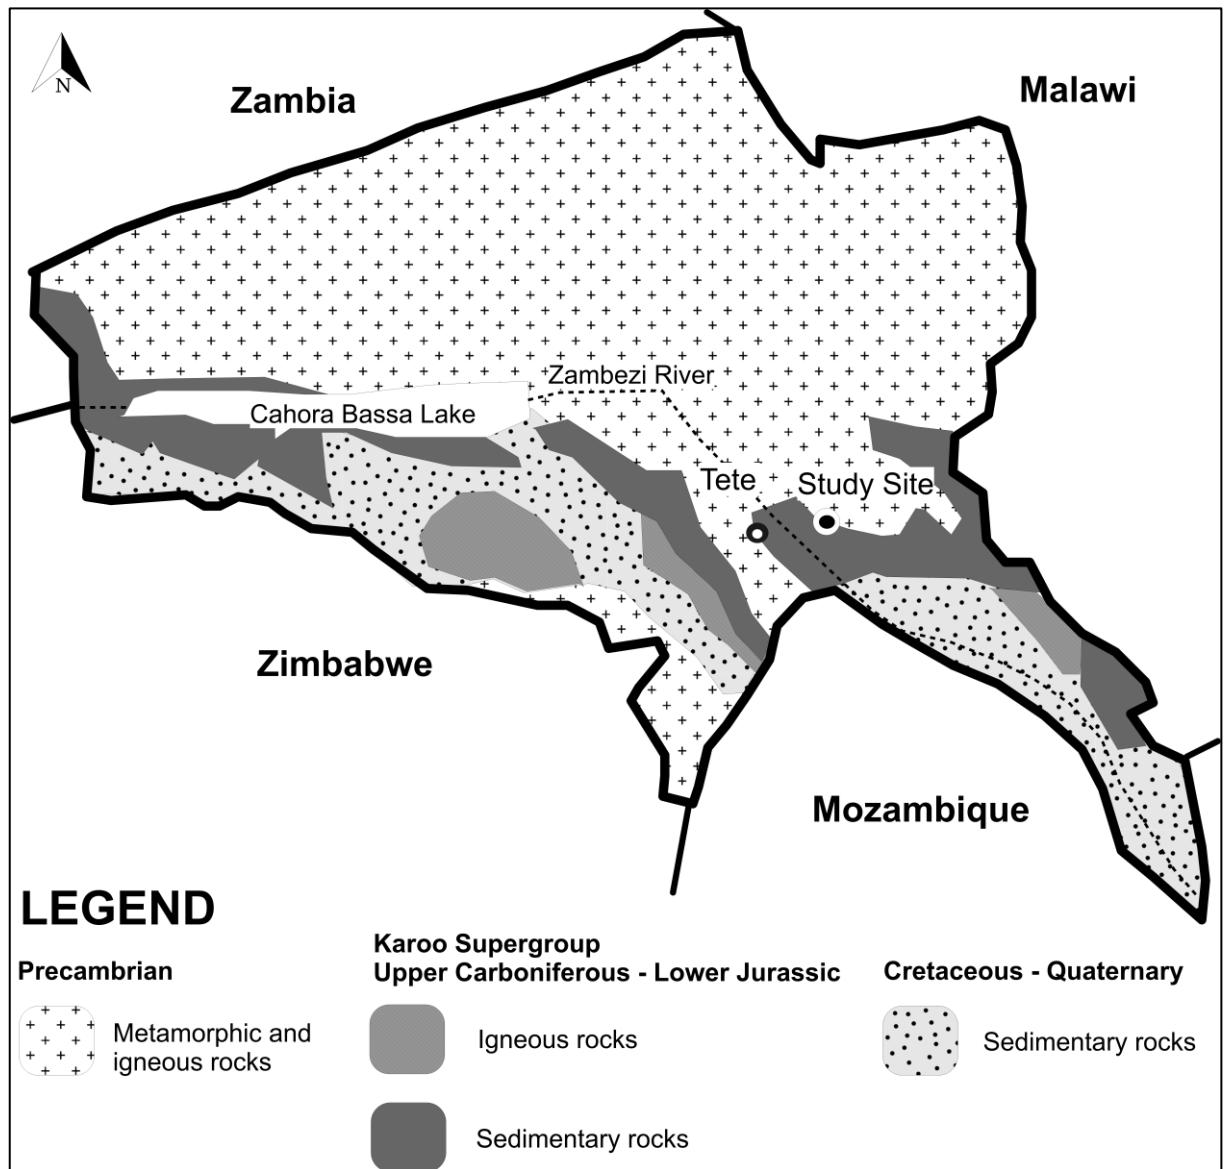 N
Zambia
Malawi
Zambezi River
Cahora Bassa Lake
Tete
Study Site
Zimbabwe
Mozambique
LEGEND
Precambrian
Metamorphic and
igneous rocks
Karoo Supergroup
Upper Carboniferous - Lower Jurassic
Igneous rocks
Sedimentary rocks
Cretaceous - Quaternary
Sedimentary rocks